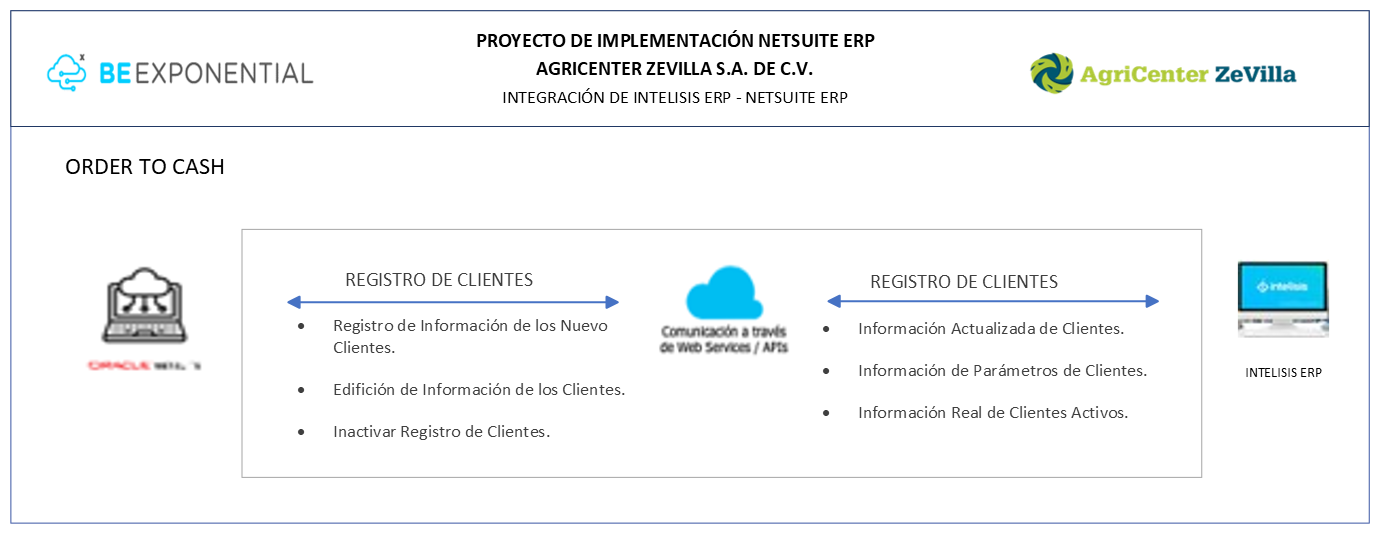 PROYECTO DE IMPLEMENTACIÓN NETSUITE ERP
AGRICENTER ZEVILLA S.A. DE C.V.
INTEGRACIÓN DE INTELISIS ERP - NETSUITE ERP
x
BEEXPONENTIAL
AgriCenter ZeVilla
ORDER TO CASH
REGISTRO DE CLIENTES
• Registro de Información de los Nuevo
Clientes.
• Edifición de Información de los Clientes.
• Inactivar Registro de Clientes.
Comunicación a través
de Web Services / APIs
REGISTRO DE CLIENTES
• Información Actualizada de Clientes.
• Información de Parámetros de Clientes.
• Información Real de Clientes Activos.
ORACLE
intelisis
INTELISIS ERP